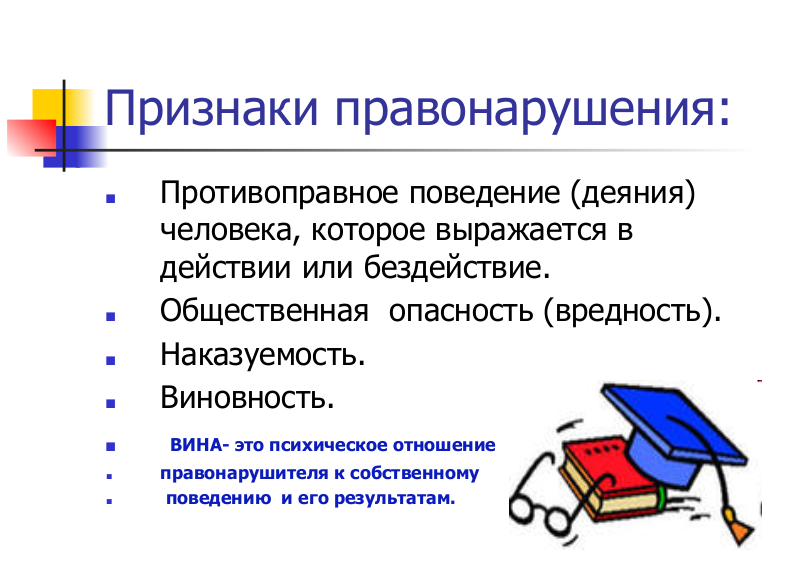 Признаки правонарушения:
Противоправное поведение (деяния)
человека, которое выражается в
действии или бездействие.
Общественная опасность (вредность).
Наказуемость.
Виновность.
ВИНА- это психическое отношение
правонарушителя к собственному
поведению и его результатам.